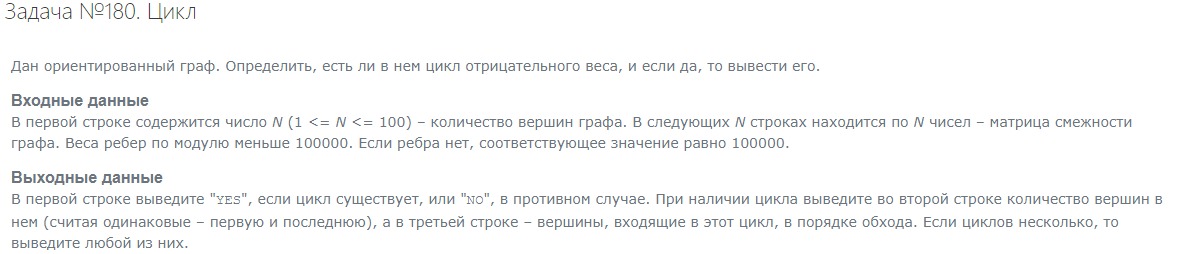 Задача №180. Цикл
Дан ориентированный граф. Определить, есть ли в нем цикл отрицательного веса, и если да, то вывести его.
Входные данные
В первой строке содержится число N (1 <= N <= 100) – количество вершин графа. В следующих N строках находится по N чисел – матрица смежности
графа. Веса ребер по модулю меньше 100000. Если ребра нет, соответствующее значение равно 100000.
Выходные данные
В первой строке выведите "YES", если цикл существует, или "NO", в противном случае. При наличии цикла выведите во второй строке количество вершин в
нем (считая одинаковые – первую и последнюю), а в третьей строке – вершины, входящие в этот цикл, в порядке обхода. Если циклов несколько, то
выведите любой из них.